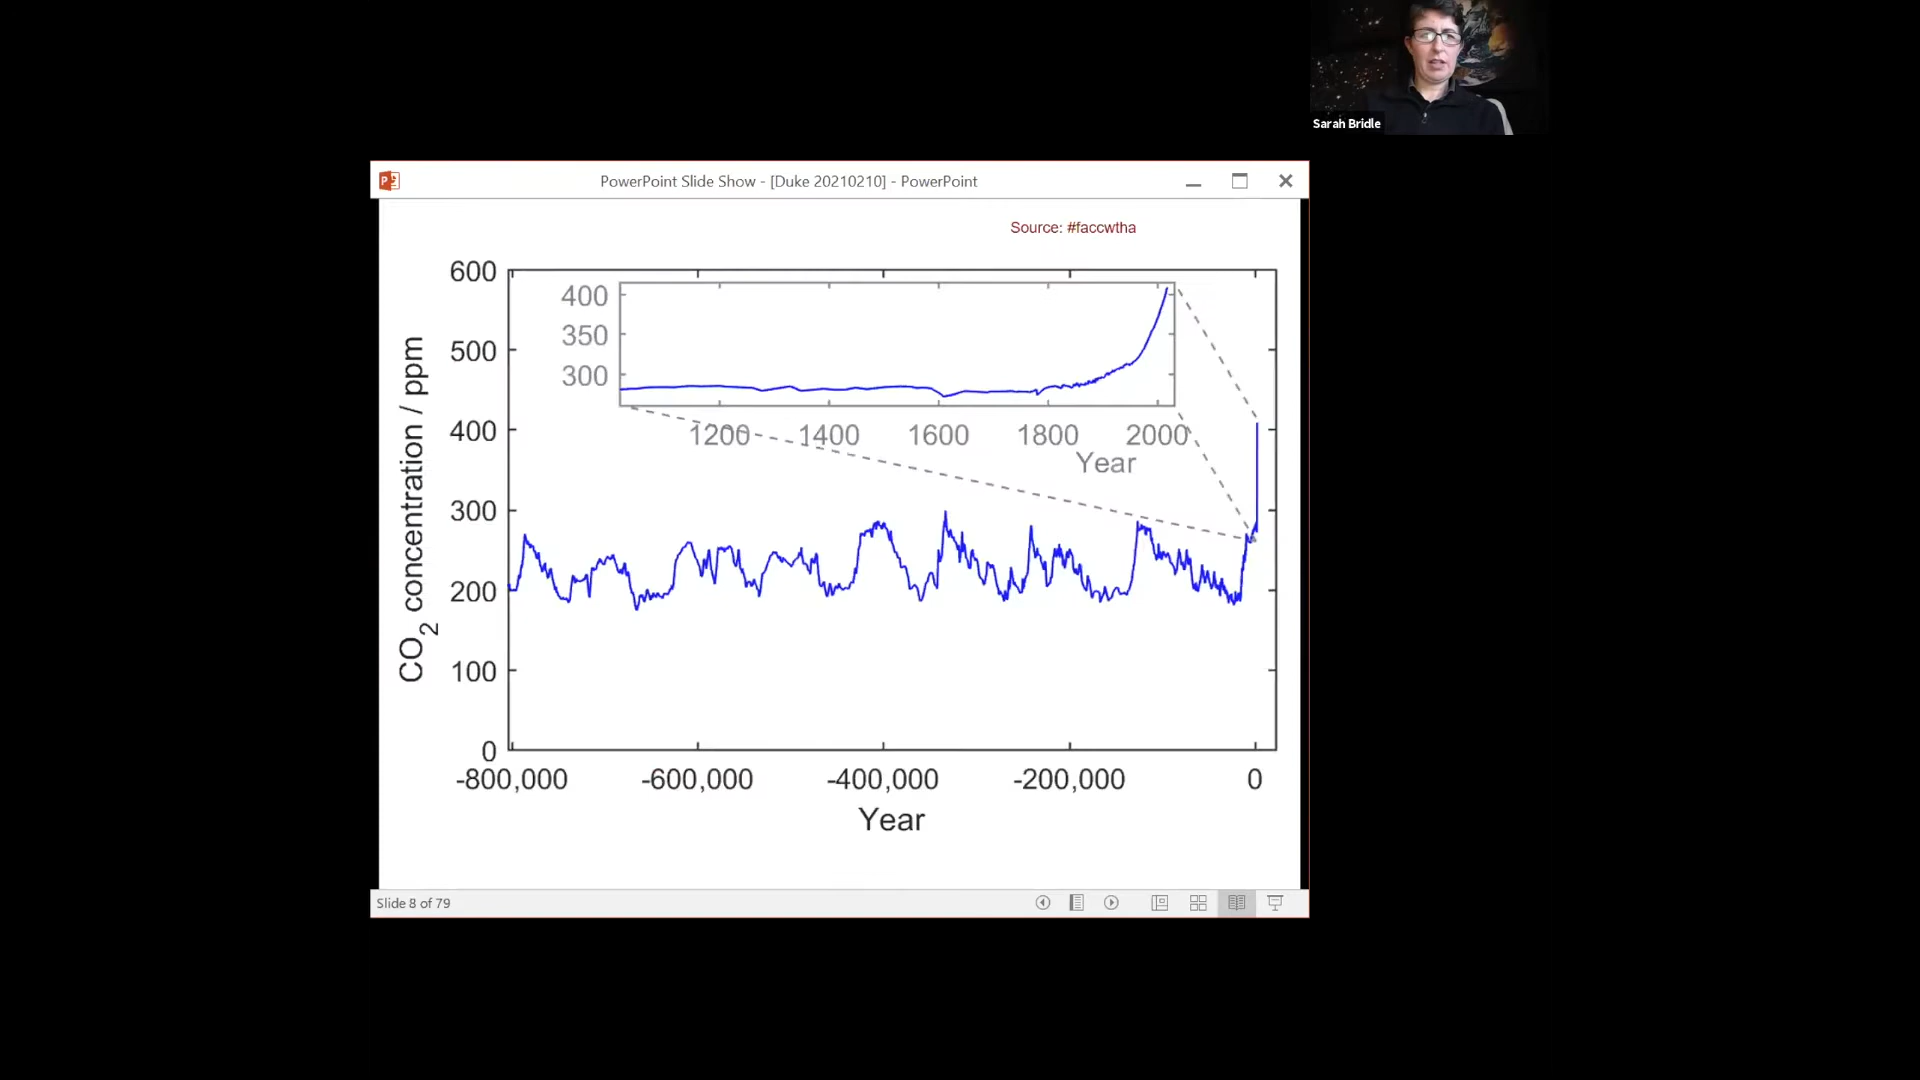 Sarah Bridle
PowerPoint Slide Show - [Duke 20210210] - PowerPoint
Source: #faccwtha
600
500
400
300
200
100
0
CO2 concentration / ppm
400
350
300
1200 1400 1600 1800 2000
Year
-800,000 -600,000 -400,000 -200,000 0
Year
Slide 8 of 79